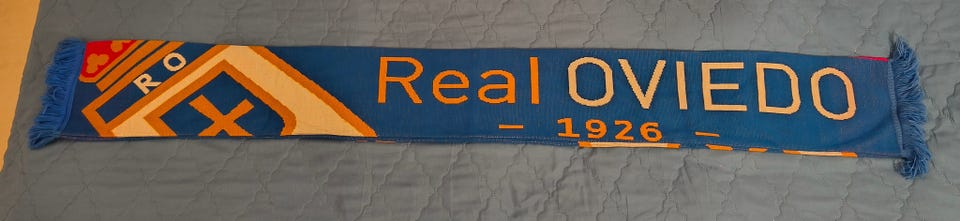 RO
Real OVIEDO
- 1926 -